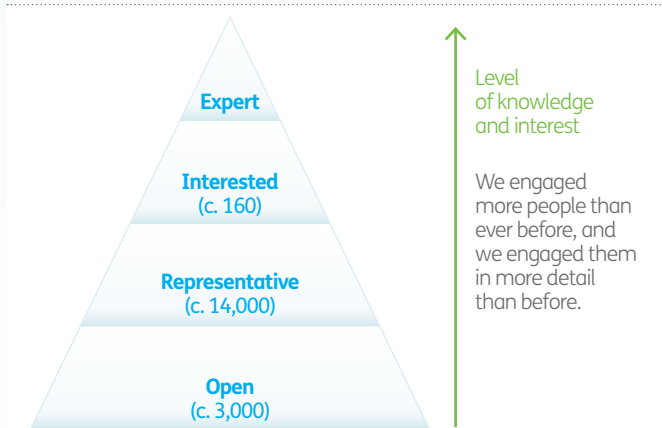 Expert
Interested
(c. 160)
Representative
(c. 14,000)
Open
(c. 3,000)
Level
of knowledge
and interest
We engaged
more people than
ever before, and
we engaged them
in more detail
than before.